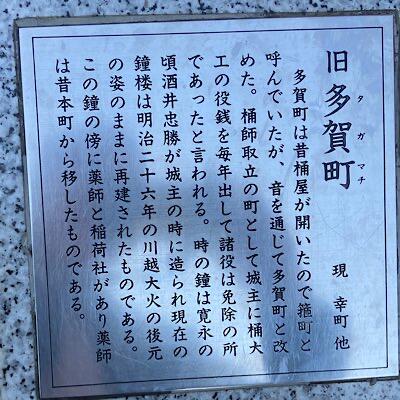 旧多賀町
タガマチ
現 幸町 他
多賀町は昔桶屋が開いたので箍町と
呼んでいたが、音を通じて多賀町と改
めた。桶師取立の町として城主に桶大
工の役銭を毎年出して諸役は免除の所
であったと言われる。時の鐘は寛永の
頃酒井忠勝が城主の時に造られ現在の
鐘楼は明治二十六年の川越大火の後元
の姿のままに再建されたものである。
この鐘の傍に薬師と稲荷社があり薬師
は昔本町から移したものである。